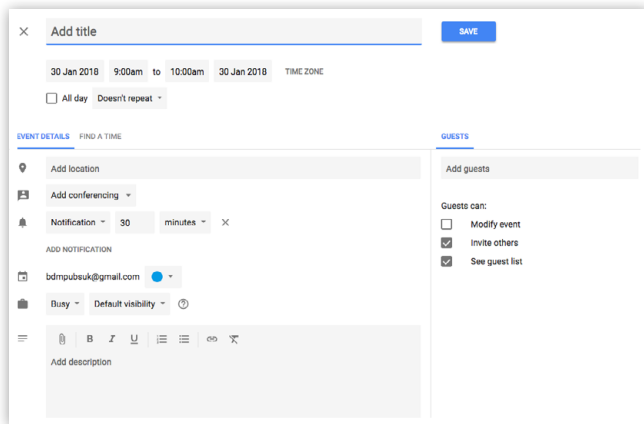 Add title
SAVE
30 Jan 2018 9:00am to 10:00am 30 Jan 2018 TIME ZONE
All day Doesn't repeat
EVENT DETAILS FIND A TIME
GUESTS
Add location
Add guests
Add conferencing
Guests can:
Notification 30 minutes
Modify event
Invite others
ADD NOTIFICATION
See guest list
bdmpubsuk@gmail.com
Busy Default visibility
B I U
Add description